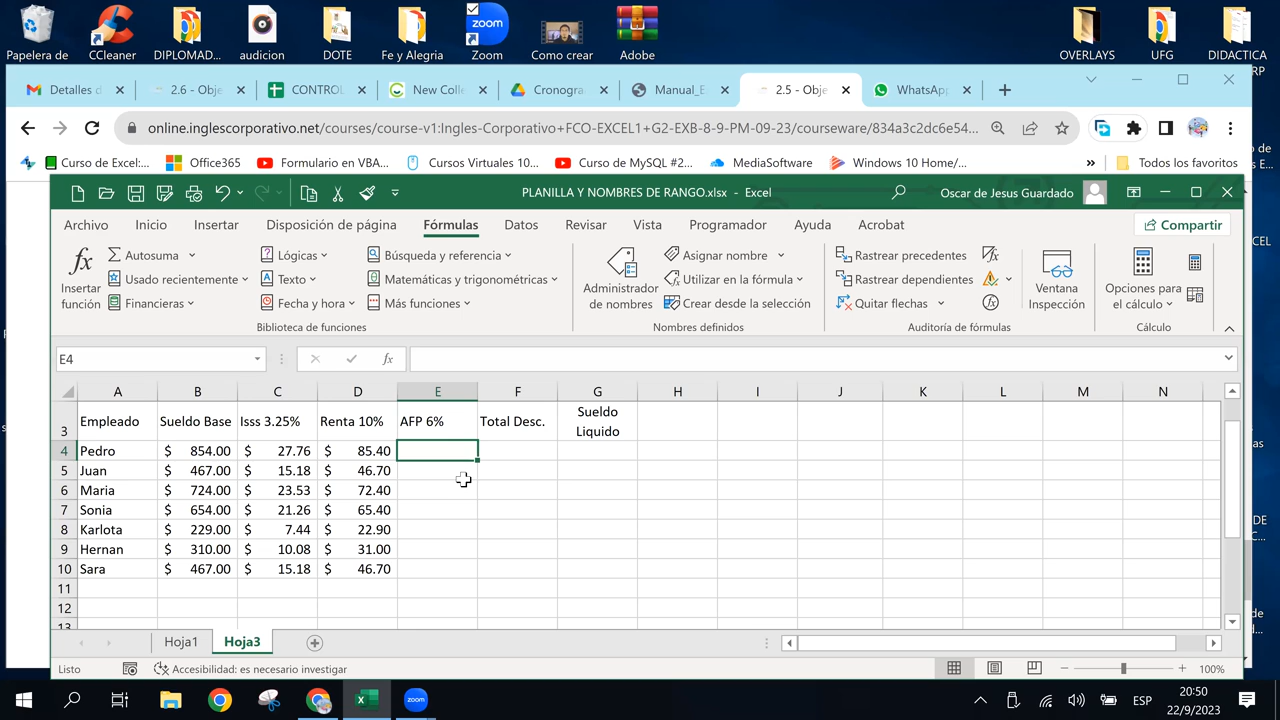 Papelera de
CCleaner
DIPLOMAD...
audicion
DOTE
Fe y Alegria
Zoom
Como crear
Adobe
OVERLAYS
UFG
DIDACTICA
Detalles d
2.6 - Obje
CONTROL
New Colle
Cronogra
Manual_E
2.5 - Obje
WhatsApp
online.inglescorporativo.net/courses/course-v1:Ingles-Corporativo+FCO-EXCEL1+G2-EXB-8-9-PM-09-23/courseware/834a3c2dc6e54...
Curso de Excel:...
Office365
Formulario en VBA...
Cursos Virtuales 10...
Curso de MySQL #2...
MediaSoftware
Windows 10 Home/...
»
Todos los favoritos
PLANILLA Y NOMBRES DE RANGO.xlsx - Excel
Oscar de Jesus Guardado
Archivo Inicio Insertar Disposición de página Fórmulas Datos Revisar Vista Programador Ayuda Acrobat
Compartir
Insertar
función
Autosuma
Usado recientemente
Financieras
Lógicas
Texto
Fecha y hora
Búsqueda y referencia
Matemáticas y trigonométricas
Más funciones
Biblioteca de funciones
Administrador
de nombres
Asignar nombre
Utilizar en la fórmula
Crear desde la selección
Nombres definidos
Rastrear precedentes
Rastrear dependientes
Quitar flechas
Auditoría de fórmulas
Ventana
Inspección
Opciones para
el cálculo
Cálculo
E4
fx
A B C D E F G H I J K L M N
3 Empleado Sueldo Base Isss 3.25% Renta 10% AFP 6% Total Desc. Sueldo
Liquido
4 Pedro $ 854.00 $ 27.76 $ 85.40
5 Juan $ 467.00 $ 15.18 $ 46.70
6 Maria $ 724.00 $ 23.53 $ 72.40
7 Sonia $ 654.00 $ 21.26 $ 65.40
8 Karlota $ 229.00 $ 7.44 $ 22.90
9 Hernan $ 310.00 $ 10.08 $ 31.00
10 Sara $ 467.00 $ 15.18 $ 46.70
11
12
13
Hoja1 Hoja3
Listo
Accesibilidad: es necesario investigar
100%
ESP
20:50
22/9/2023